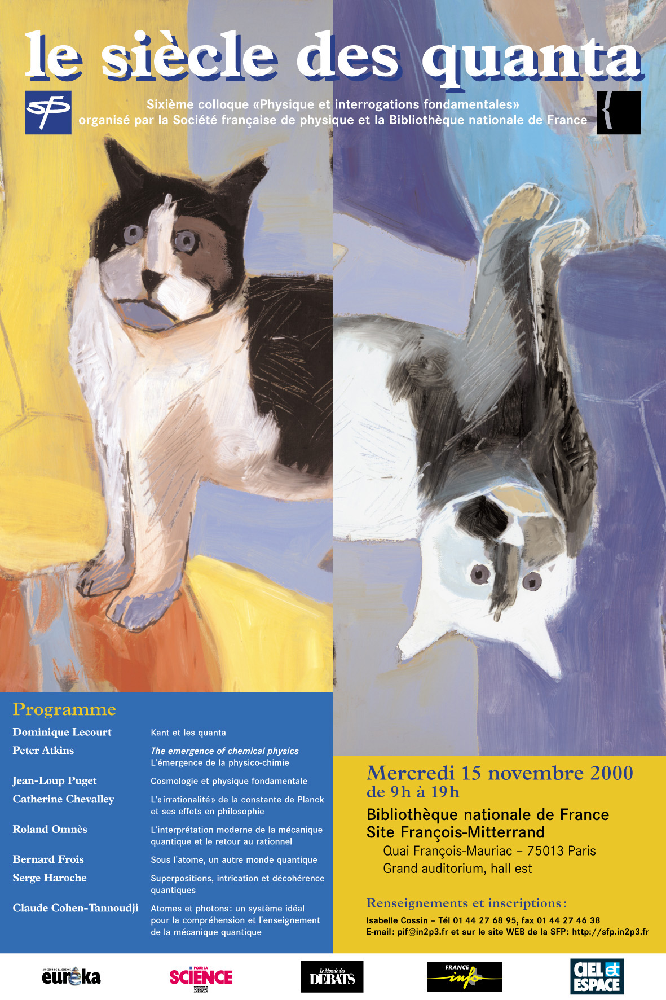 le siècle des quanta
sfp
Sixième colloque «Physique et interrogations fondamentales»
organisé par la Société française de physique et la Bibliothèque nationale de France
Programme
Dominique Lecourt Kant et les quanta
Peter Atkins The emergence of chemical physics
L'émergence de la physico-chimie
Jean-Loup Puget Cosmologie et physique fondamentale
Catherine Chevalley L'«irrationalité» de la constante de Planck
et ses effets en philosophie
Roland Omnès L'interprétation moderne de la mécanique
quantique et le retour au rationnel
Bernard Frois Sous l'atome, un autre monde quantique
Serge Haroche Superpositions, intrication et décohérence
quantiques
Claude Cohen-Tannoudji Atomes et photons: un système idéal
pour la compréhension et l'enseignement
de la mécanique quantique
Mercredi 15 novembre 2000
de 9h à 19h
Bibliothèque nationale de France
Site François-Mitterrand
Quai François-Mauriac – 75013 Paris
Grand auditorium, hall est
Renseignements et inscriptions:
Isabelle Cossin – Tél 01 44 27 68 95, fax 01 44 27 46 38
E-mail: pif@in2p3.fr et sur le site WEB de la SFP: http://sfp.in2p3.fr
AU CŒUR DE LA SCIENCE
eureka
POUR LA
SCIENCE
édition française de
SCIENTIFIC
AMERICAN
Le Monde des
DEBATS
FRANCE
info
CIEL et
ESPACE